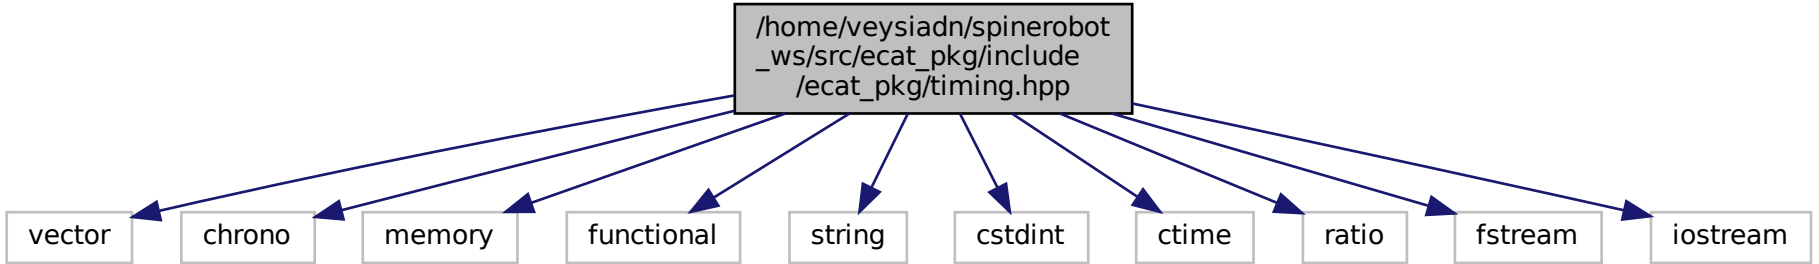 /home/veysiadn/spinerobot
_ws/src/ecat_pkg/include
/ecat_pkg/timing.hpp
vector
chrono
memory
functional
string
cstdint
ctime
ratio
fstream
iostream